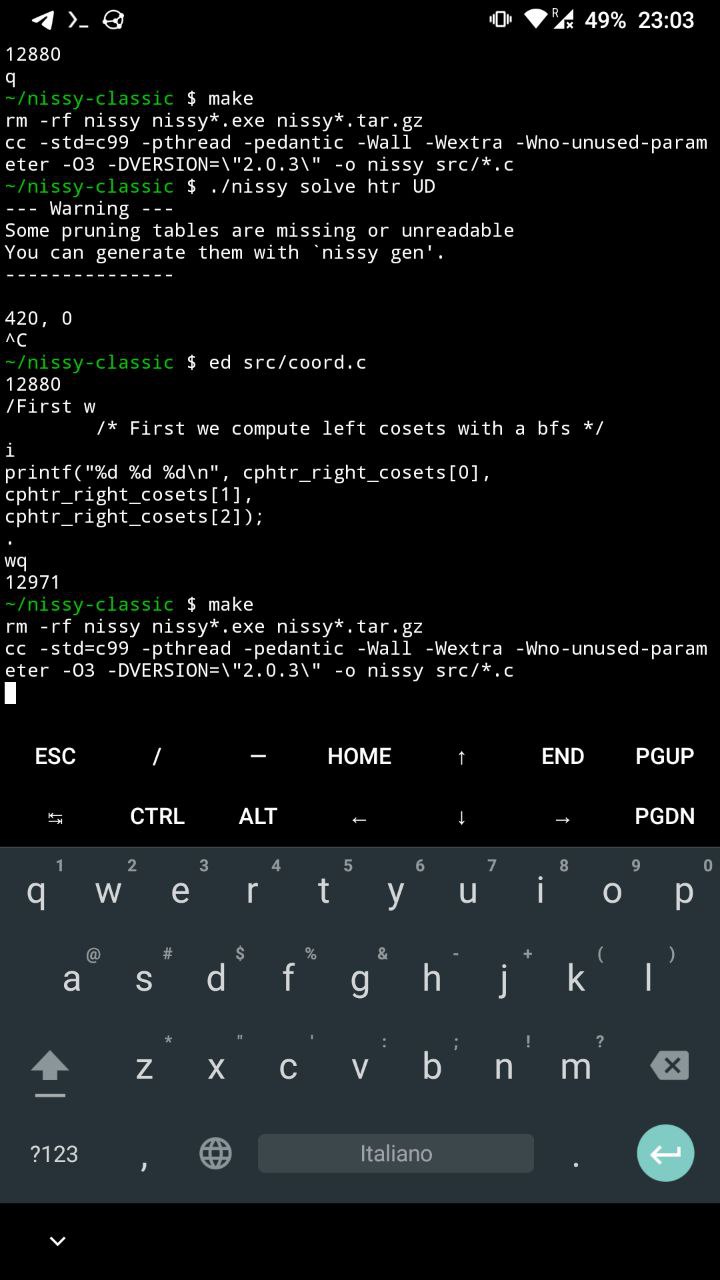 49% 23:03
12880
q
~/nissy-classic $ make
rm -rf nissy nissy*.exe nissy*.tar.gz
cc -std=c99 -pthread -pedantic -Wall -Wextra -Wno-unused-param
eter -O3 -DVERSION=\"2.0.3\" -o nissy src/*.c
~/nissy-classic $ ./nissy solve htr UD
--- Warning ---
Some pruning tables are missing or unreadable
You can generate them with `nissy gen'.
---------------
420, 0
^C
~/nissy-classic $ ed src/coord.c
12880
/First w
        /* First we compute left cosets with a bfs */
i
printf("%d %d %d\n", cphtr_right_cosets[0],
cphtr_right_cosets[1],
cphtr_right_cosets[2]);
.
wq
12971
~/nissy-classic $ make
rm -rf nissy nissy*.exe nissy*.tar.gz
cc -std=c99 -pthread -pedantic -Wall -Wextra -Wno-unused-param
eter -O3 -DVERSION=\"2.0.3\" -o nissy src/*.c
ESC / — HOME ↑ END PGUP
↹ CTRL ALT ← ↓ → PGDN
1 2 3 4 5 6 7 8 9 0
q w e r t y u i o p
@ # $ % & - + ( )
a s d f g h j k l
* " ' : ; ! ?
z x c v b n m
?123 , Italiano .